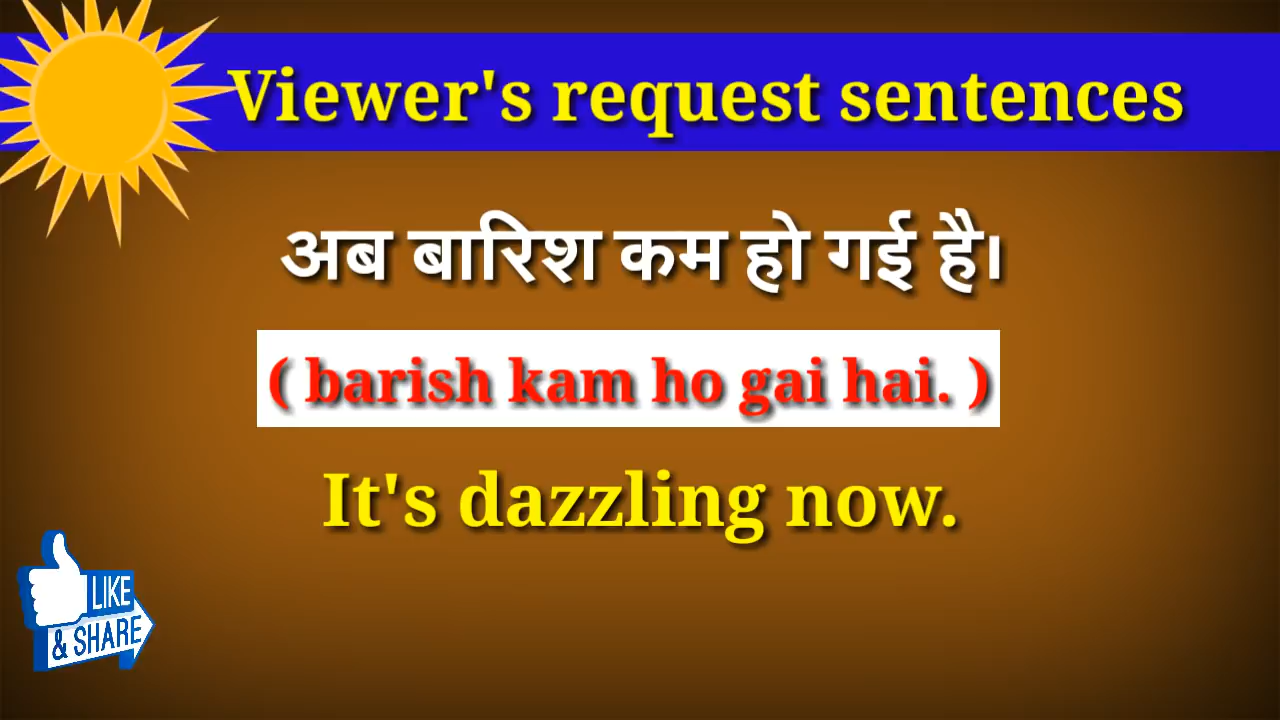 Viewer's request sentences
अब बारिश कम हो गई है।
( barish kam ho gai hai. )
It's dazzling now.
LIKE
& SHARE